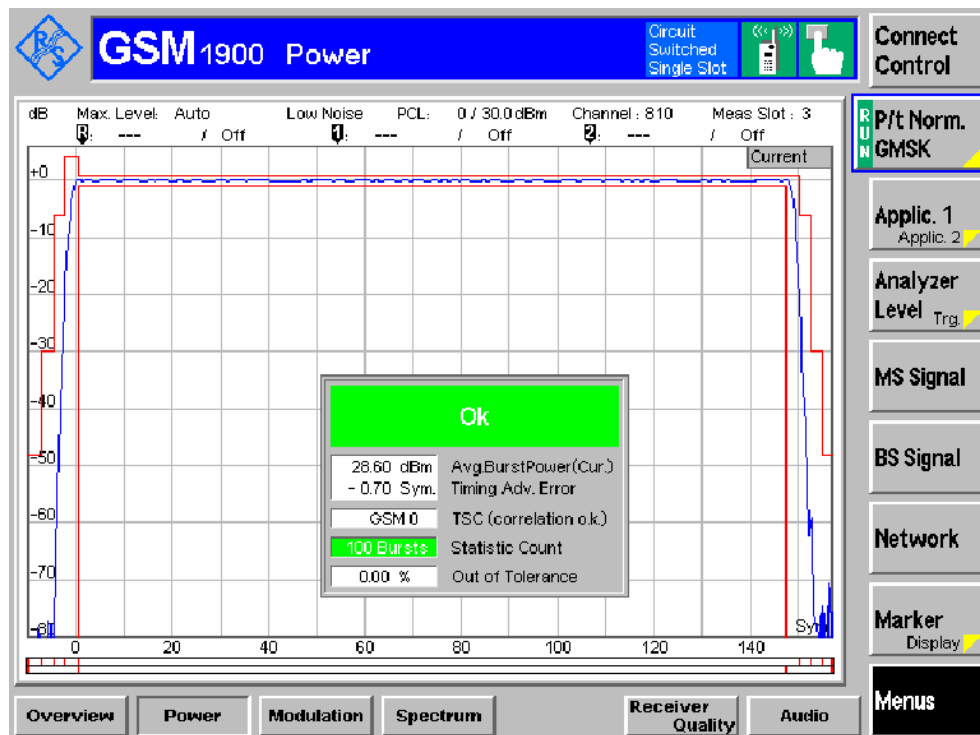 R&S
GSM 1900 Power
Circuit Switched Single Slot
Connect Control
dB Max. Level: Auto Low Noise PCL: 0 / 30.0 dBm Channel : 810 Meas Slot : 3
R: --- / Off 1: --- / Off 2: --- / Off
Current
RUN
P/t Norm. GMSK
Applic. 1
Applic. 2
Analyzer Level Trg.
MS Signal
BS Signal
Network
Marker
Display
Menus
+0
-10
-20
-30
-40
-50
-60
-70
Ok
28.60 dBm Avg.BurstPower(Cur.)
- 0.70 Sym. Timing Adv. Error
GSM 0 TSC (correlation o.k.)
100 Bursts Statistic Count
0.00 % Out of Tolerance
0 20 40 60 80 100 120 140
Overview Power Modulation Spectrum Receiver Quality Audio